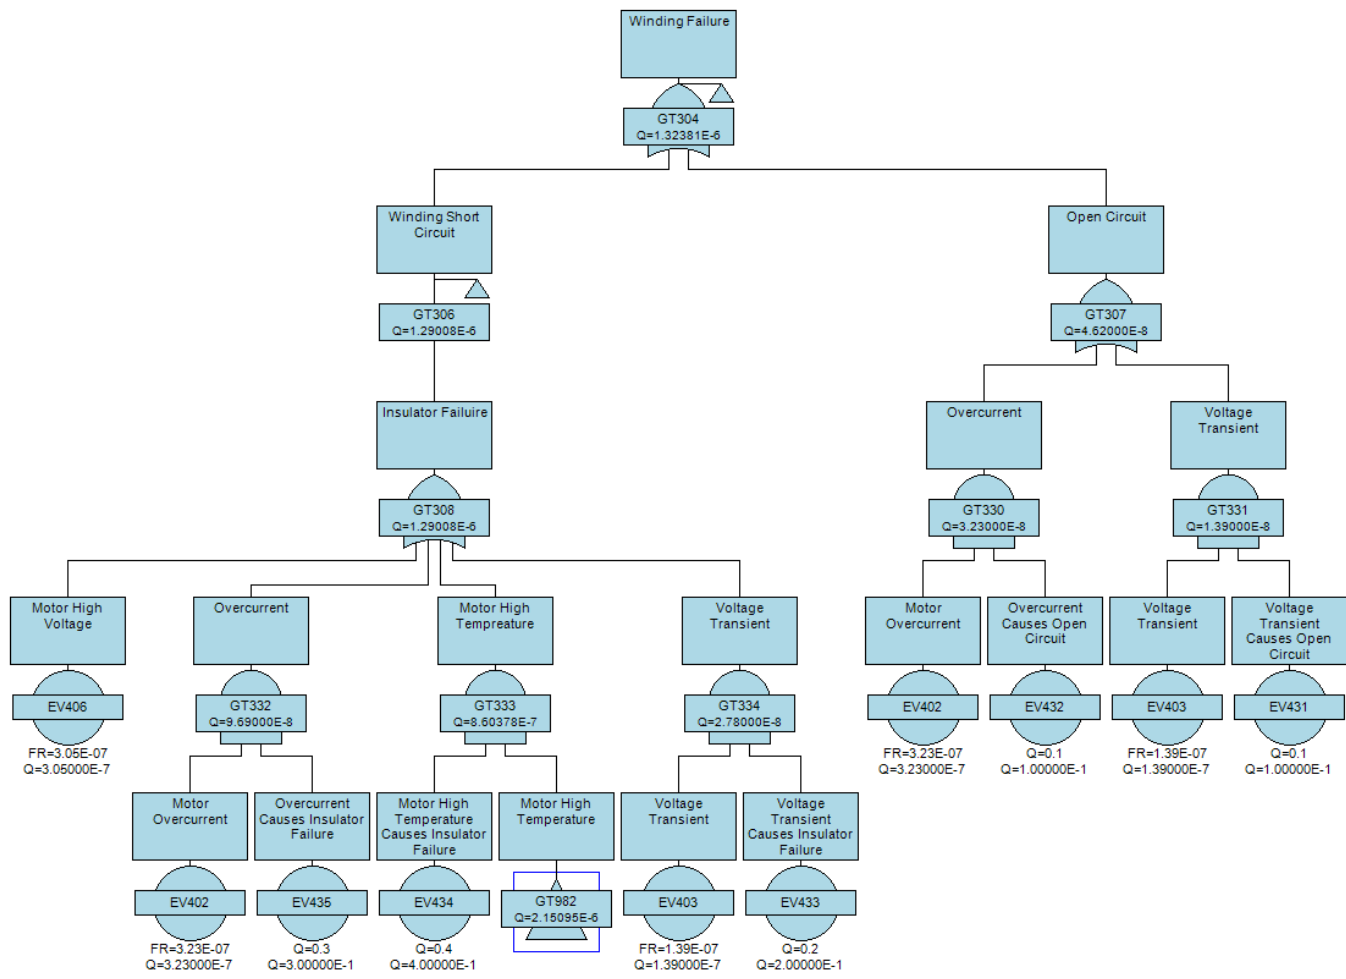 Winding Failure
GT304
Q=1.32381E-6
Winding Short
Circuit
GT306
Q=1.29008E-6
Open Circuit
GT307
Q=4.62000E-8
Insulator Failuire
GT308
Q=1.29008E-6
Overcurrent
GT330
Q=3.23000E-8
Voltage
Transient
GT331
Q=1.39000E-8
Motor High
Voltage
EV406
FR=3.05E-07
Q=3.05000E-7
Overcurrent
GT332
Q=9.69000E-8
Motor High
Tempreature
GT333
Q=8.60378E-7
Voltage
Transient
GT334
Q=2.78000E-8
Motor
Overcurrent
EV402
FR=3.23E-07
Q=3.23000E-7
Overcurrent
Causes Open
Circuit
EV432
Q=0.1
Q=1.00000E-1
Voltage
Transient
EV403
FR=1.39E-07
Q=1.39000E-7
Voltage
Transient
Causes Open
Circuit
EV431
Q=0.1
Q=1.00000E-1
Motor
Overcurrent
EV402
FR=3.23E-07
Q=3.23000E-7
Overcurrent
Causes Insulator
Failure
EV435
Q=0.3
Q=3.00000E-1
Motor High
Temperature
Causes Insulator
Failure
EV434
Q=0.4
Q=4.00000E-1
Motor High
Temperature
GT982
Q=2.15095E-6
Voltage
Transient
EV403
FR=1.39E-07
Q=1.39000E-7
Voltage
Transient
Causes Insulator
Failure
EV433
Q=0.2
Q=2.00000E-1